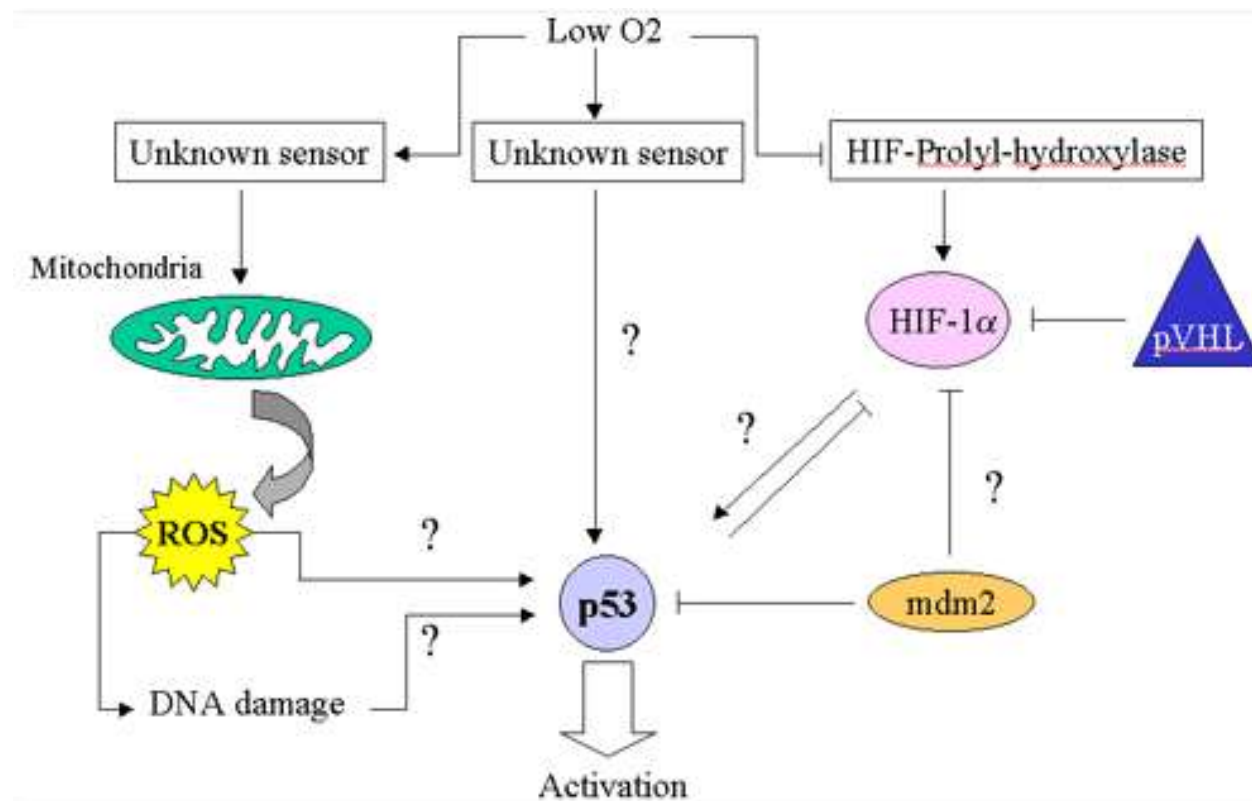 Low O2
Unknown sensor
Unknown sensor
HIF-Prolyl-hydroxylase
Mitochondria
HIF-1α
pVHL
?
?
?
ROS
?
p53
mdm2
?
DNA damage
Activation